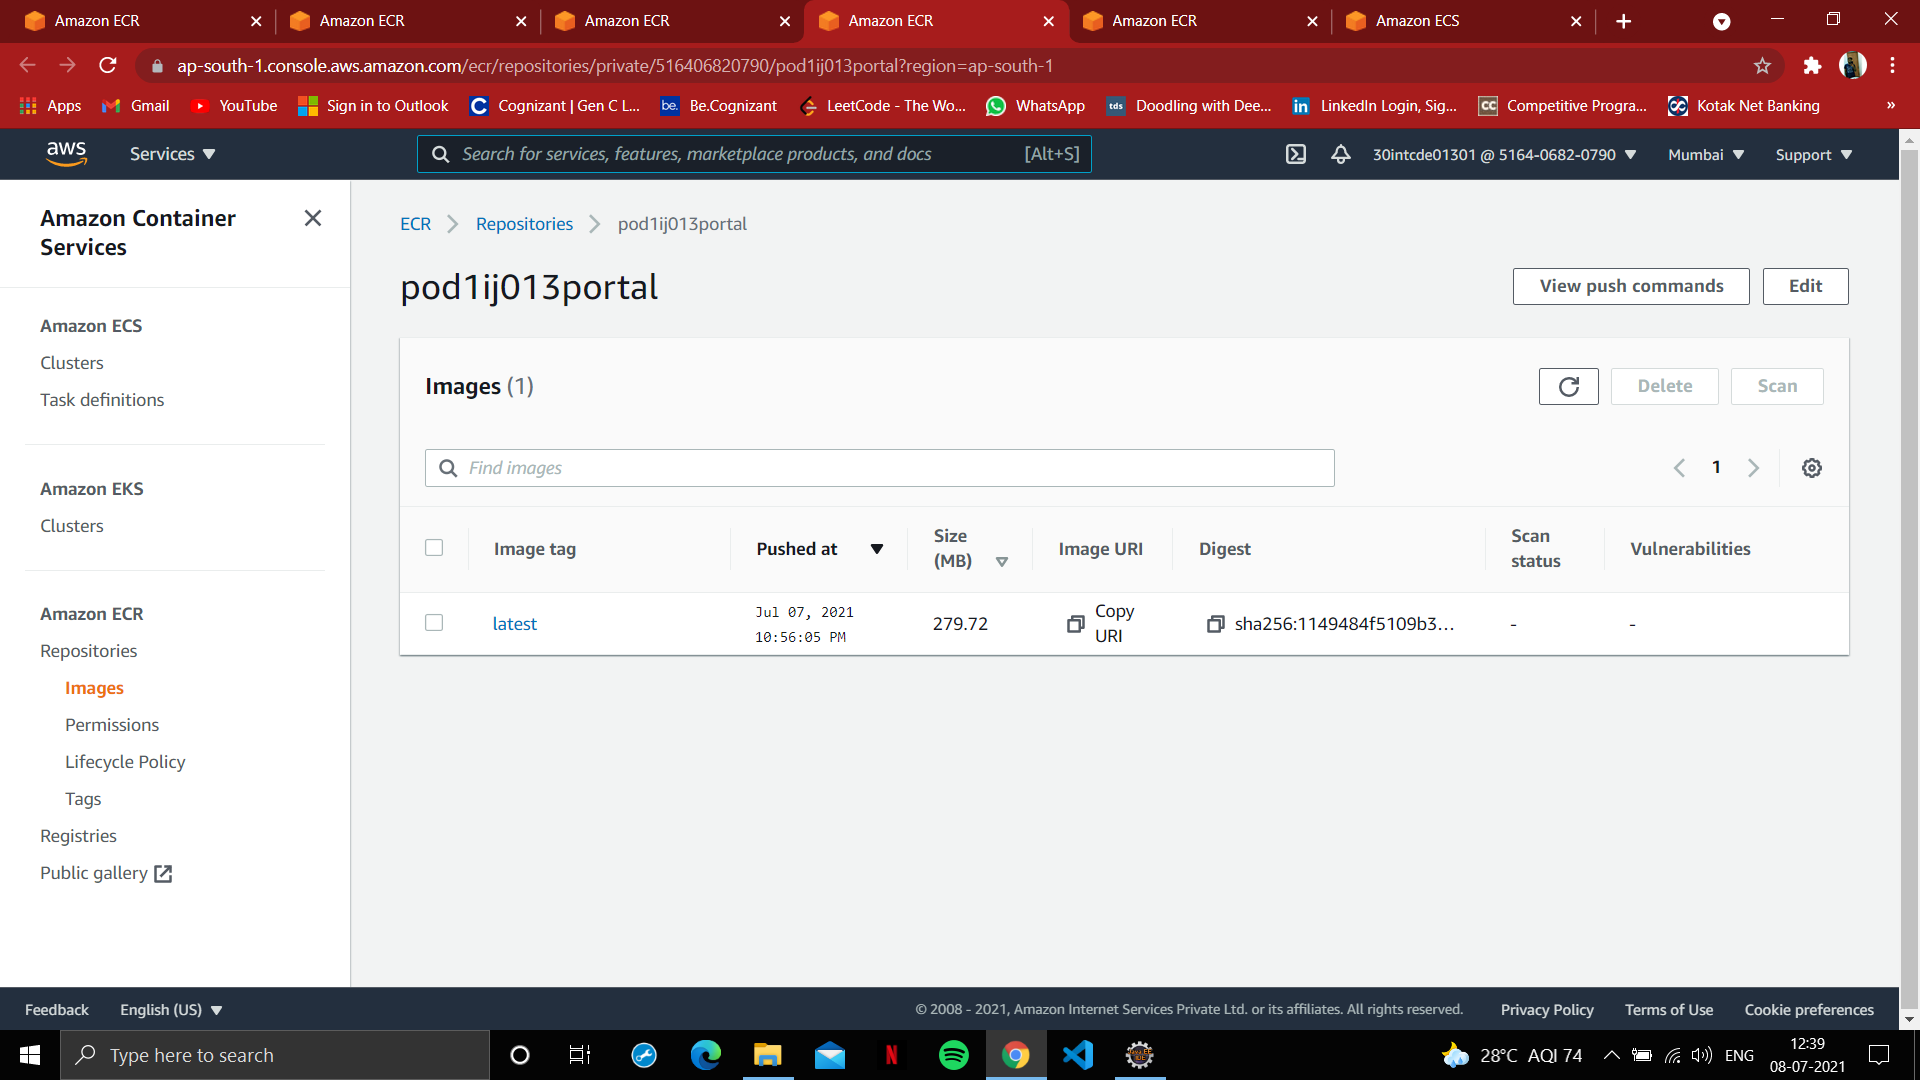 Amazon ECR
Amazon ECR
Amazon ECR
Amazon ECR
Amazon ECR
Amazon ECS
ap-south-1.console.aws.amazon.com/ecr/repositories/private/516406820790/pod1ij013portal?region=ap-south-1
Apps
Gmail
YouTube
Sign in to Outlook
Cognizant | Gen C L...
be.
Be.Cognizant
LeetCode - The Wo...
WhatsApp
tds
Doodling with Dee...
in
LinkedIn Login, Sig...
CC
Competitive Progra...
Kotak Net Banking
»
aws
Services
Search for services, features, marketplace products, and docs
[Alt+S]
30intcde01301 @ 5164-0682-0790
Mumbai
Support
Amazon Container
Services
Amazon ECS
Clusters
Task definitions
Amazon EKS
Clusters
Amazon ECR
Repositories
Images
Permissions
Lifecycle Policy
Tags
Registries
Public gallery
ECR
Repositories
pod1ij013portal
pod1ij013portal
View push commands
Edit
Images (1)
Delete
Scan
Find images
1
Image tag
Pushed at
Size
(MB)
Image URI
Digest
Scan
status
Vulnerabilities
latest
Jul 07, 2021
10:56:05 PM
279.72
Copy
URI
sha256:1149484f5109b3...
-
-
Feedback
English (US)
© 2008 - 2021, Amazon Internet Services Private Ltd. or its affiliates. All rights reserved.
Privacy Policy
Terms of Use
Cookie preferences
Type here to search
N
28°C AQI 74
ENG
12:39
08-07-2021